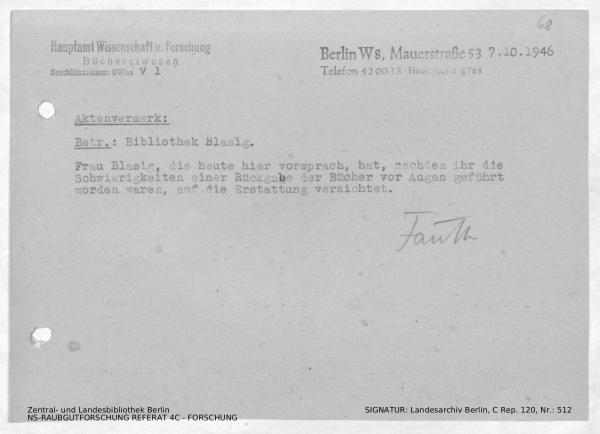 68
Hauptamt Wissenschaft u. Forschung
Büchereiwesen
Geschäftszeichen: HWiss V 1
Berlin W8, Mauerstraße 53 7.10.1946
Telefon 420018
Aktenvermerk:
Betr.: Bibliothek Blasig.
Frau Blasig, die heute hier vorsprach, hat, nachdem ihr die
Schwierigkeiten einer Rückgabe der Bücher vor Augen geführt
worden waren, auf die Erstattung verzichtet.
Fauth
Zentral- und Landesbibliothek Berlin
NS-RAUBGUTFORSCHUNG REFERAT 4C - FORSCHUNG
SIGNATUR: Landesarchiv Berlin, C Rep. 120, Nr.: 512